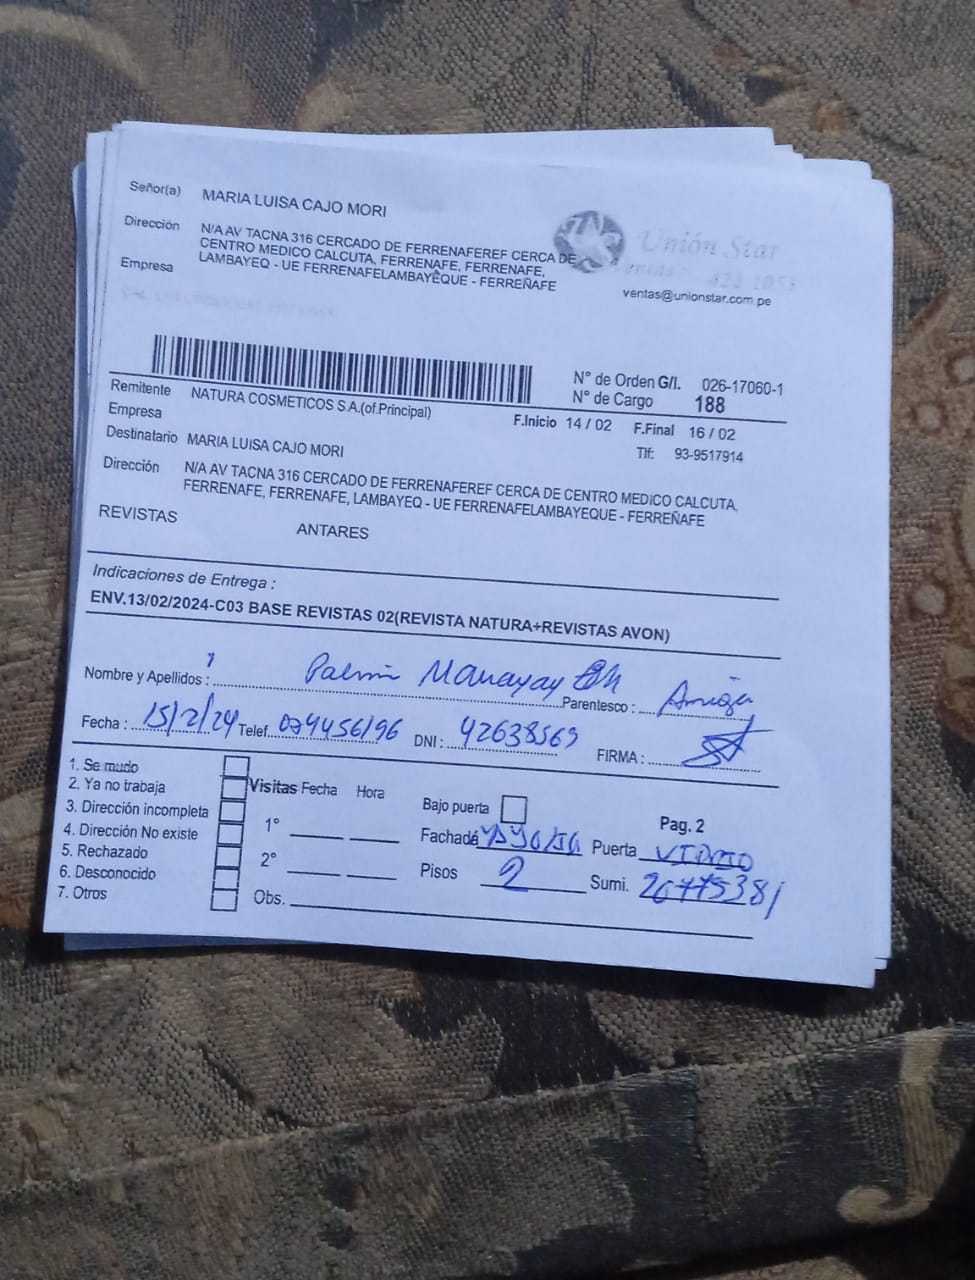 Señor(a) MARIA LUISA CAJO MORI
Dirección N/A AV TACNA 316 CERCADO DE FERRENAFEREF CERCA DE
CENTRO MEDICO CALCUTA, FERRENAFE, FERRENAFE,
LAMBAYEQ - UE FERRENAFELAMBAYEQUE - FERREÑAFE
Empresa
Unión Star
ventas@unionstar.com.pe
N° de Orden G/I. 026-17060-1
N° de Cargo 188
Remitente NATURA COSMETICOS S.A.(of.Principal)
Empresa
F.Inicio 14 / 02 F.Final 16 / 02
Destinatario MARIA LUISA CAJO MORI
Tlf: 93-9517914
Dirección N/A AV TACNA 316 CERCADO DE FERRENAFEREF CERCA DE CENTRO MEDICO CALCUTA,
FERRENAFE, FERRENAFE, LAMBAYEQ - UE FERRENAFELAMBAYEQUE - FERREÑAFE
REVISTAS ANTARES
Indicaciones de Entrega :
ENV.13/02/2024-C03 BASE REVISTAS 02(REVISTA NATURA+REVISTAS AVON)
Nombre y Apellidos : Manayay Parentesco :
Fecha : 15/2/24 Telef. DNI : 42638569 FIRMA :
1. Se mudo
2. Ya no trabaja
3. Dirección incompleta
4. Dirección No existe
5. Rechazado
6. Desconocido
7. Otros
Visitas Fecha Hora
1°
2°
Obs.
Bajo puerta Pag. 2
Fachada Puerta VIDRIO
Pisos 2 Sumi. 26775381